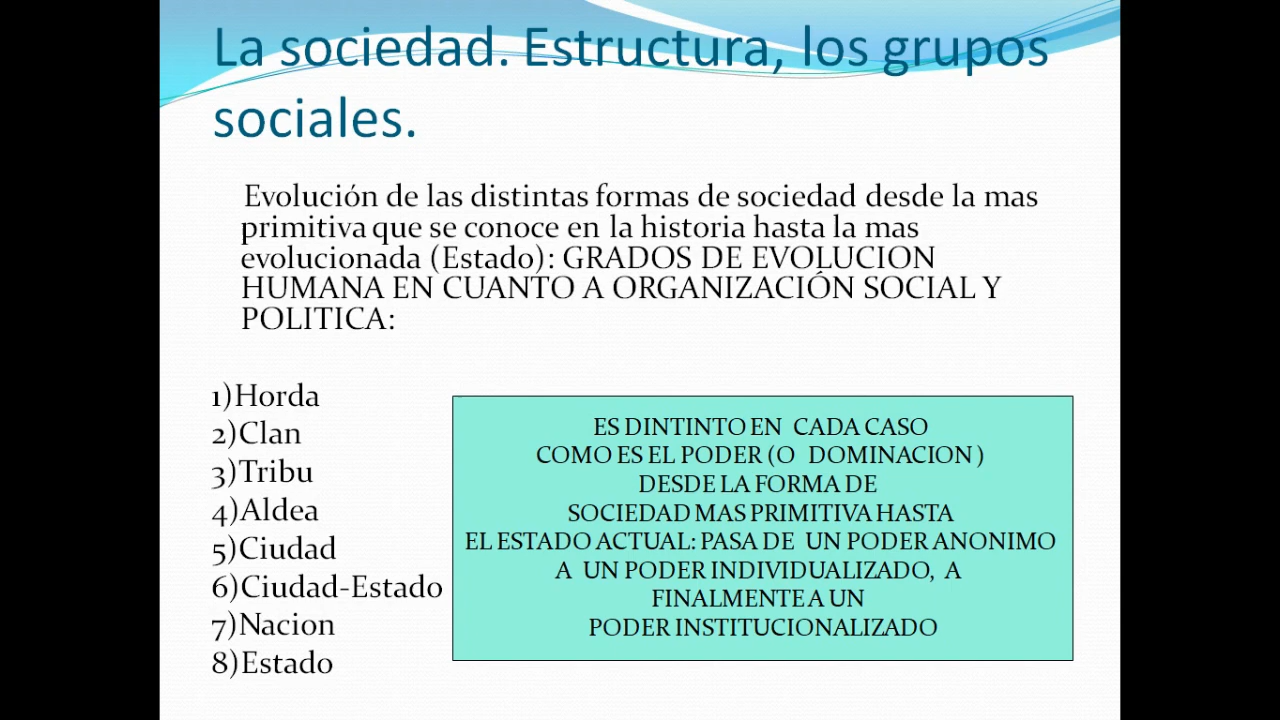 La sociedad. Estructura, los grupos
sociales.
Evolución de las distintas formas de sociedad desde la mas
primitiva que se conoce en la historia hasta la mas
evolucionada (Estado): GRADOS DE EVOLUCION
HUMANA EN CUANTO A ORGANIZACIÓN SOCIAL Y
POLITICA:
1)Horda
2)Clan
3)Tribu
4)Aldea
5)Ciudad
6)Ciudad-Estado
7)Nacion
8)Estado
ES DINTINTO EN CADA CASO
COMO ES EL PODER (O DOMINACION )
DESDE LA FORMA DE
SOCIEDAD MAS PRIMITIVA HASTA
EL ESTADO ACTUAL: PASA DE UN PODER ANONIMO
A UN PODER INDIVIDUALIZADO, A
FINALMENTE A UN
PODER INSTITUCIONALIZADO